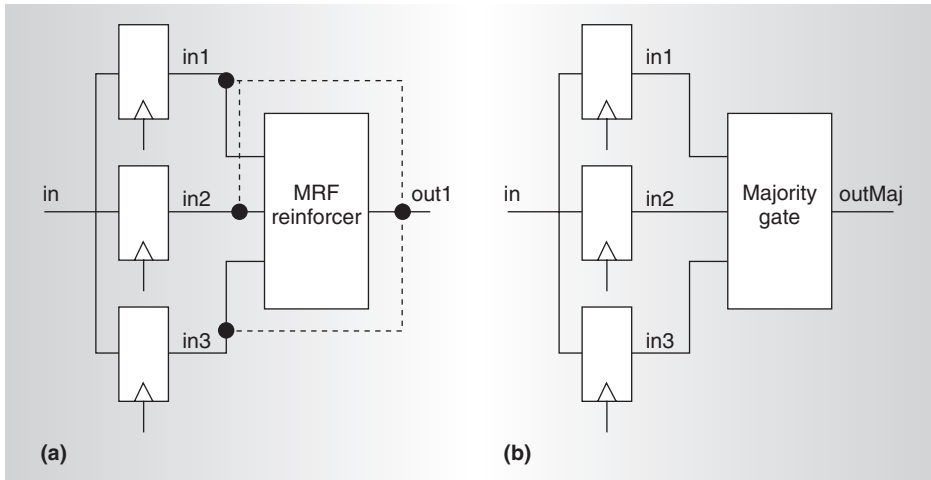 in1
in
in2
MRF
reinforcer
out1
in3
(a)
in1
in
in2
Majority
gate
outMaj
in3
(b)